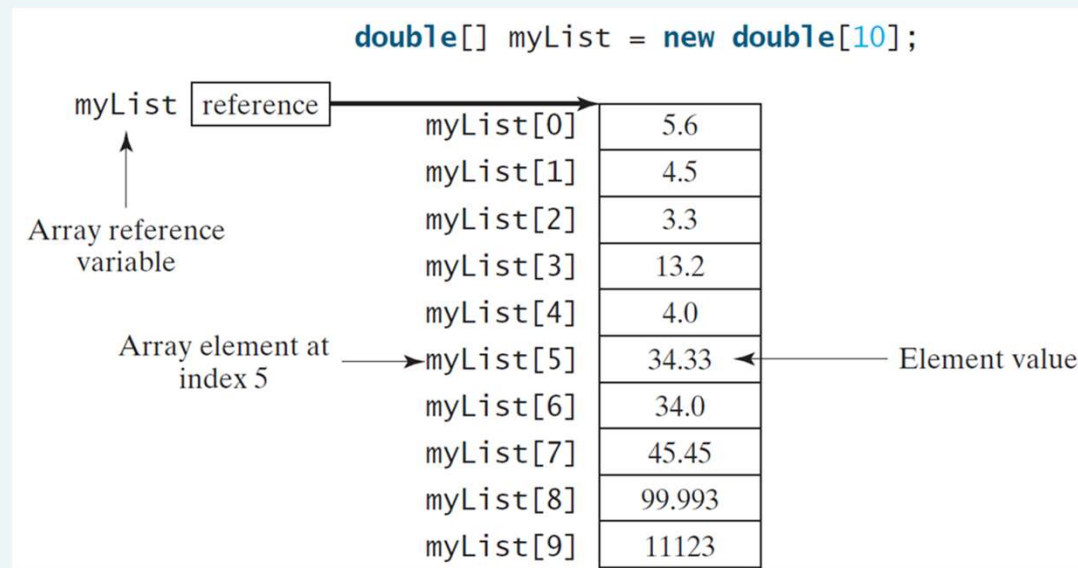 double[] myList = new double[10];
myList reference
myList[0] 5.6
myList[1] 4.5
myList[2] 3.3
Array reference
variable
myList[3] 13.2
myList[4] 4.0
Array element at
index 5
myList[5] 34.33 Element value
myList[6] 34.0
myList[7] 45.45
myList[8] 99.993
myList[9] 11123